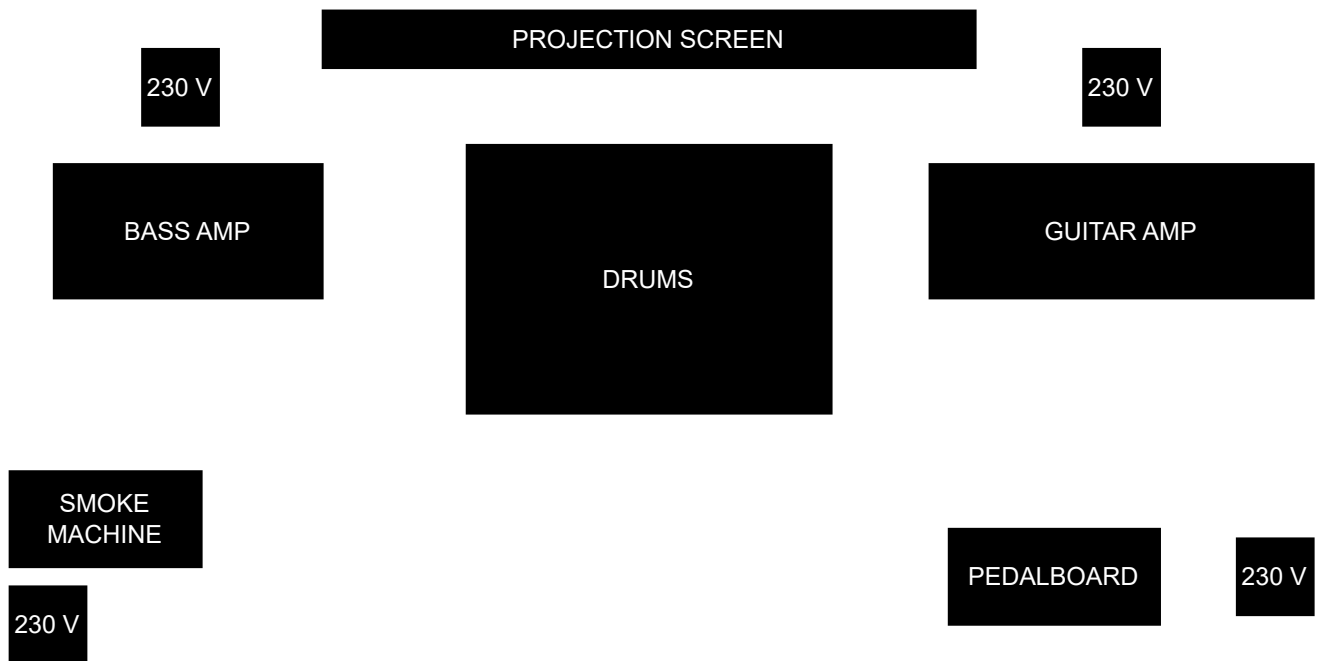 PROJECTION SCREEN
230 V
230 V
BASS AMP
DRUMS
GUITAR AMP
SMOKE
MACHINE
PEDALBOARD
230 V
230 V